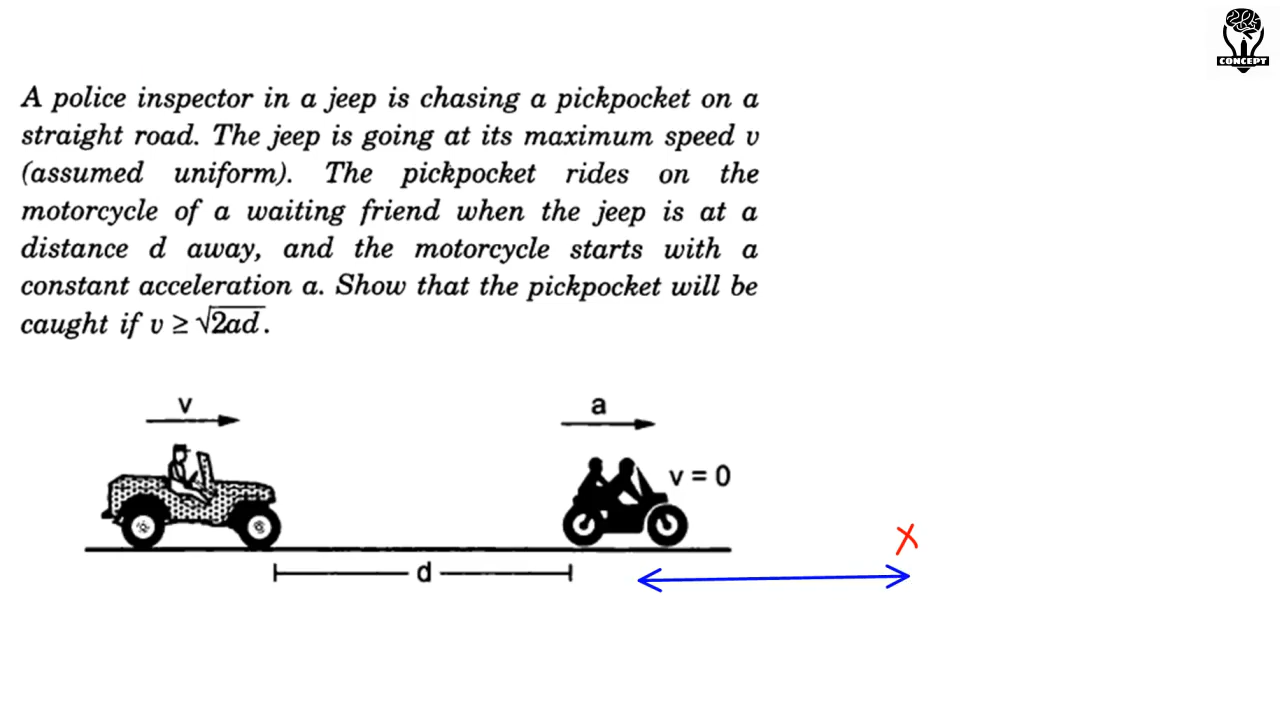 CONCEPT
A police inspector in a jeep is chasing a pickpocket on a
straight road. The jeep is going at its maximum speed v
(assumed uniform). The pickpocket rides on the
motorcycle of a waiting friend when the jeep is at a
distance d away, and the motorcycle starts with a
constant acceleration a. Show that the pickpocket will be
caught if v ≥ √2ad.
v
a
v = 0
X
d